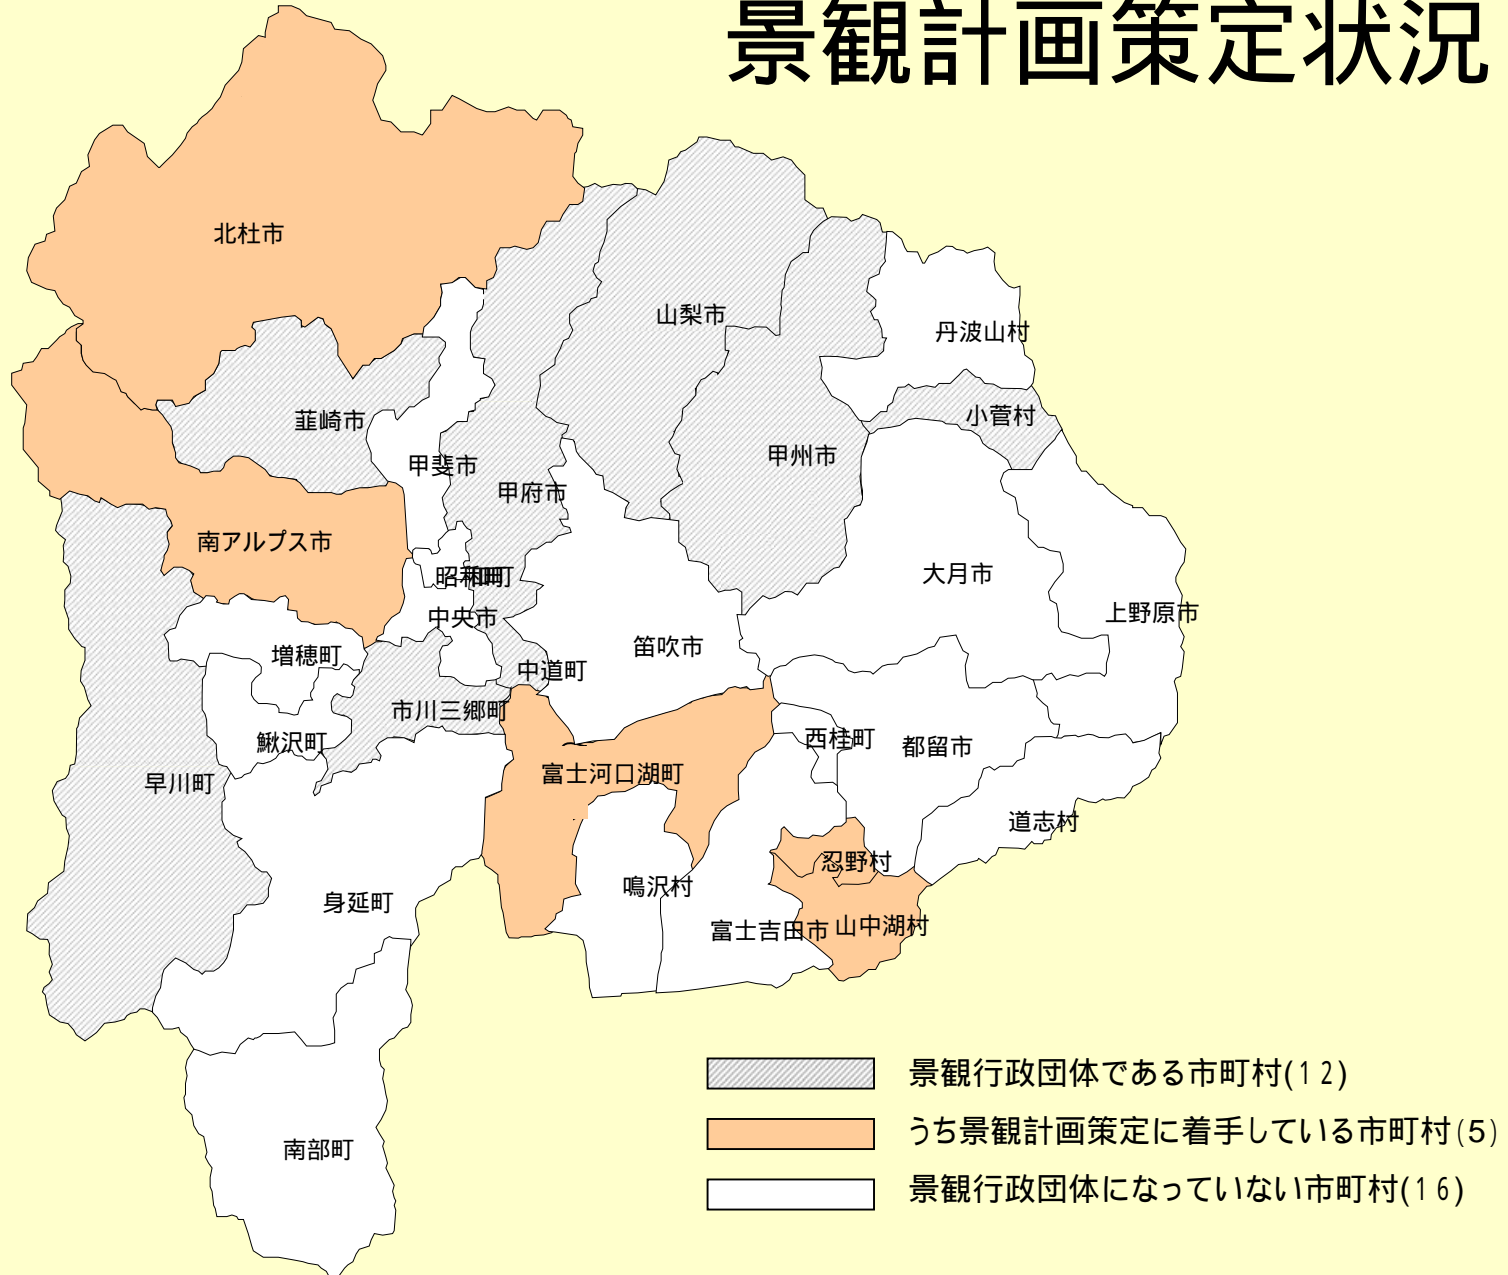 景観計画策定状況
北杜市
山梨市
丹波山村
韮崎市
小菅村
甲州市
甲斐市
甲府市
南アルプス市
大月市
昭和町
中央市
上野原市
笛吹市
増穂町
中道町
市川三郷町
鰍沢町
西桂町
都留市
富士河口湖町
早川町
道志村
忍野村
鳴沢村
身延町
富士吉田市
山中湖村
南部町
景観行政団体である市町村(12)
うち景観計画策定に着手している市町村(5)
景観行政団体になっていない市町村(16)